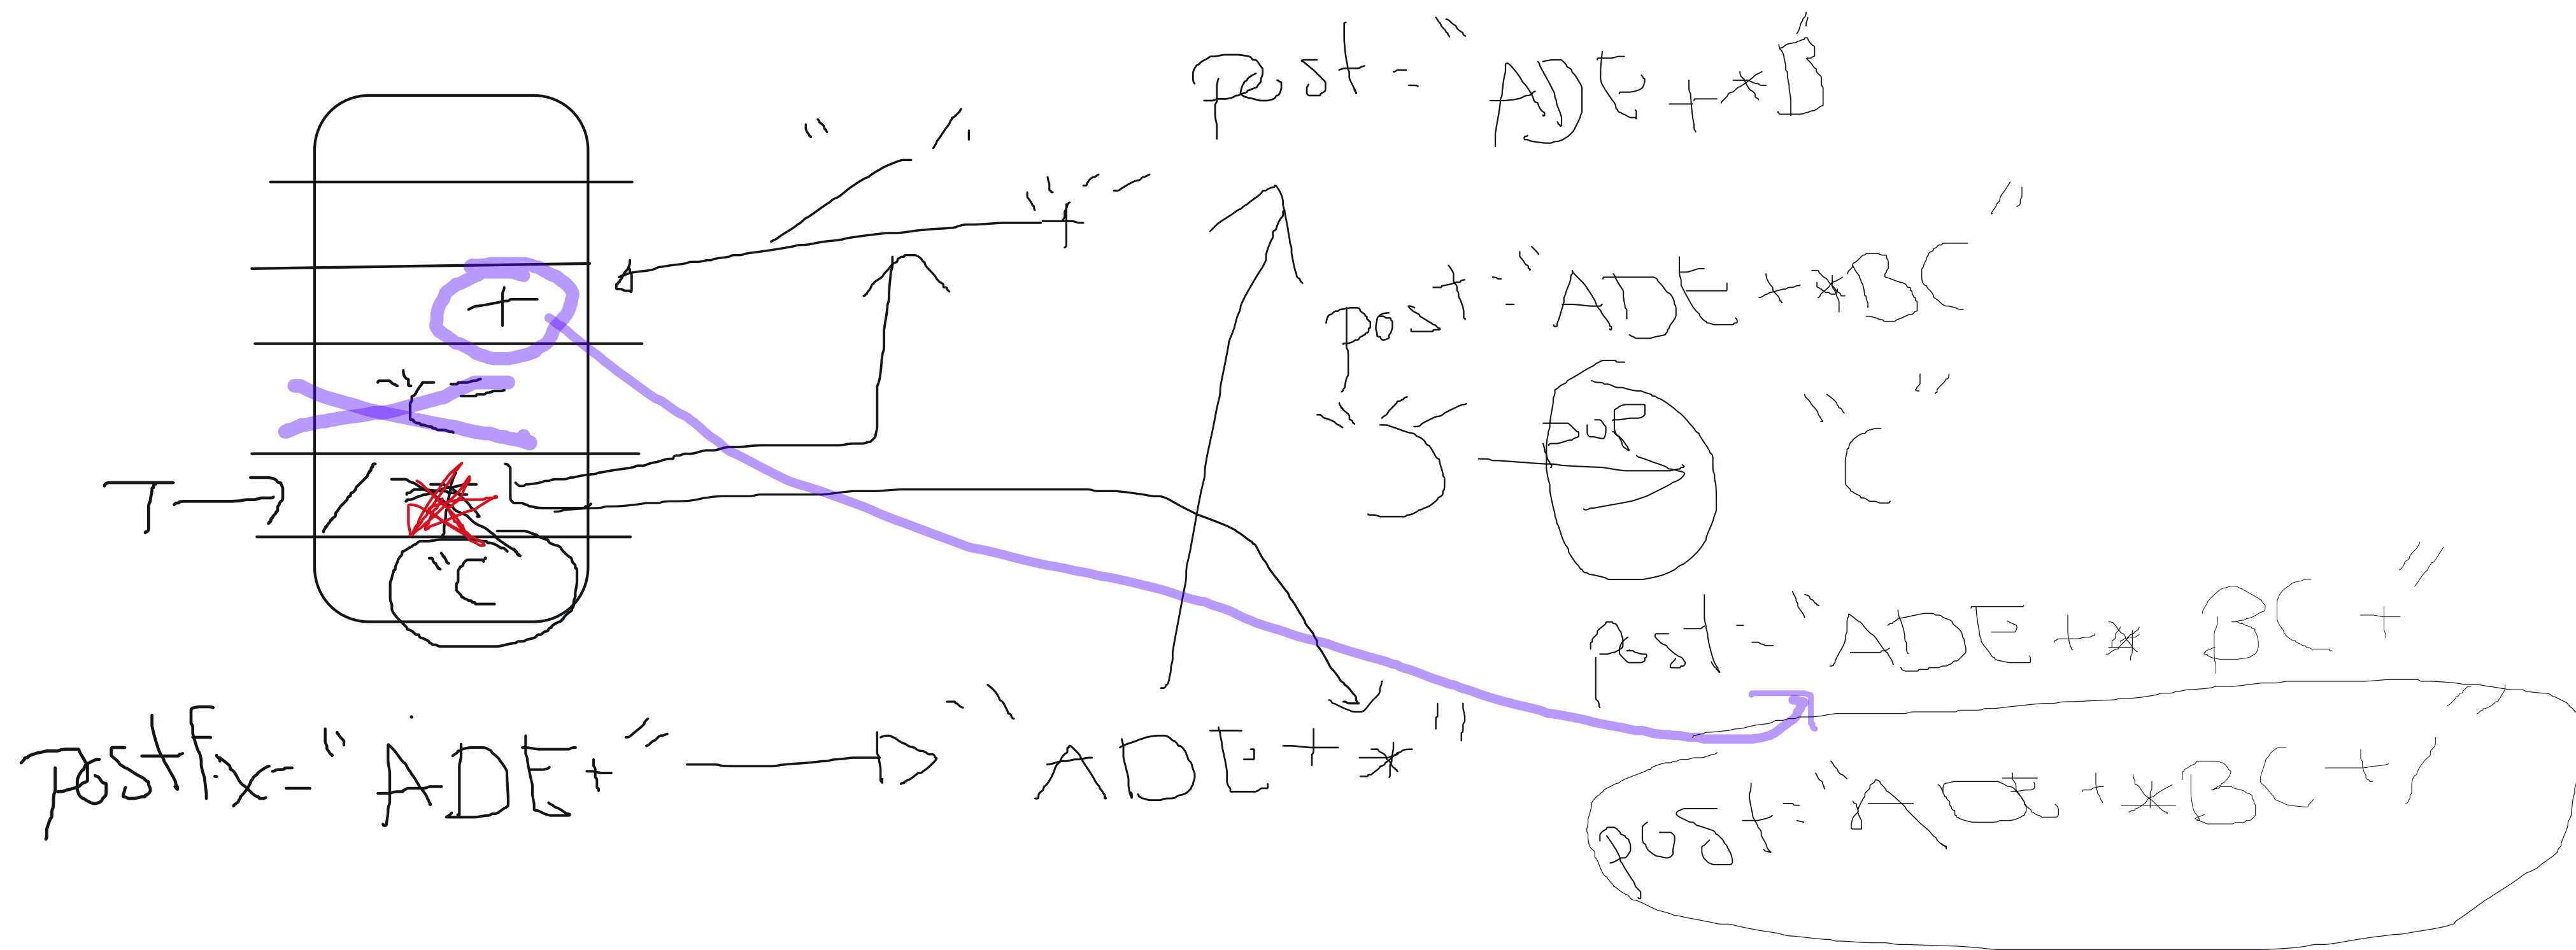 post = "ADE+*B"
" / "
" + "
post = "ADE+*BC"
+
" ( "
") " pop " ( "
T → / *
" (
post = "ADE+* BC+"
postfix = "ADE+" → "ADE+*"
post = "ADE+*BC+/"